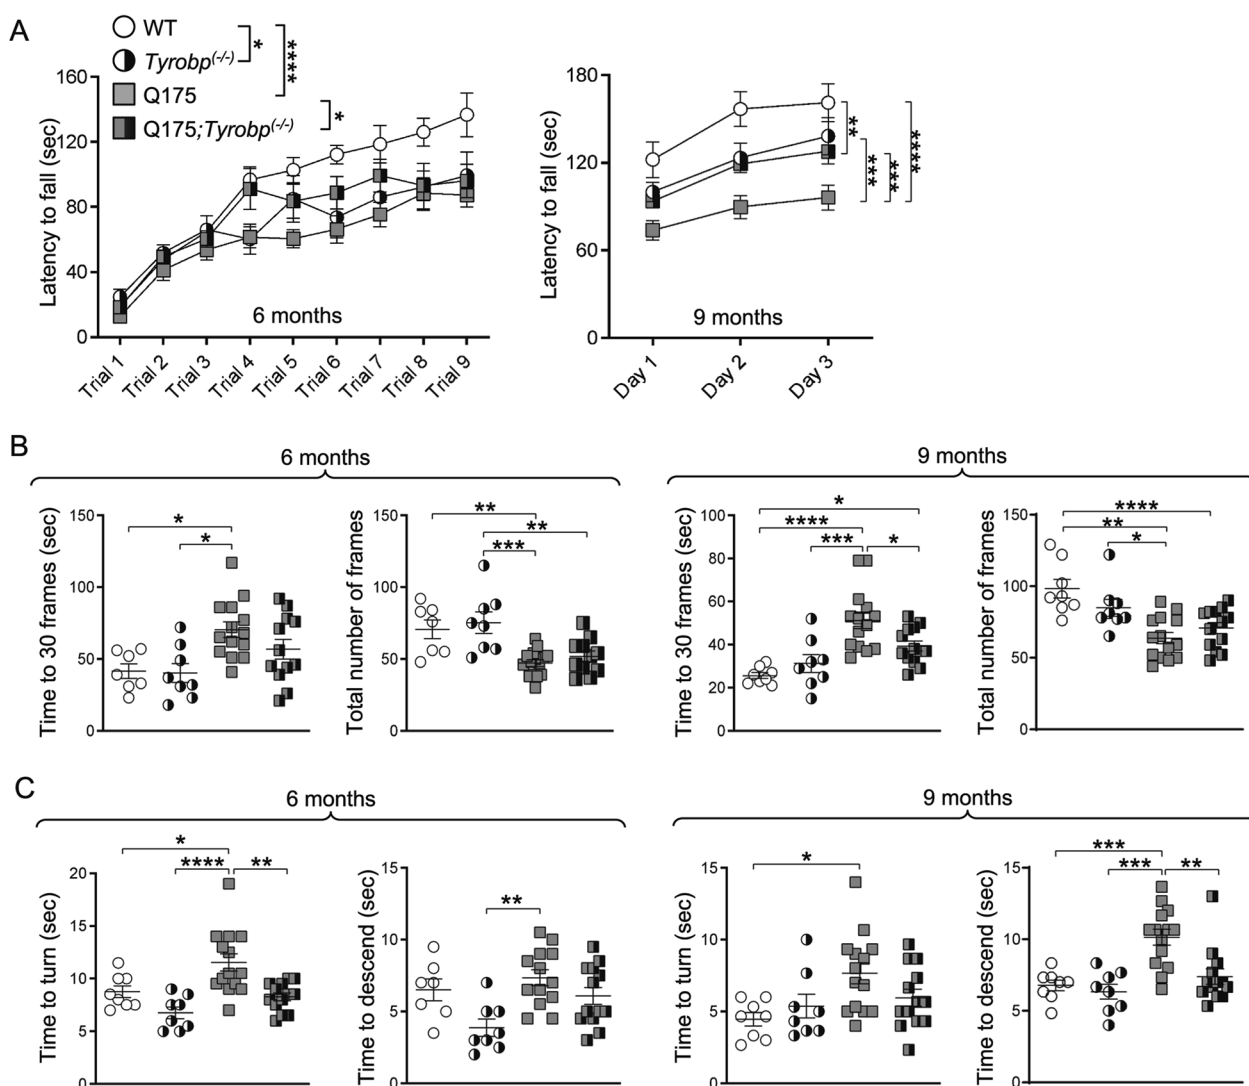 A
WT
Tyrobp(-/-)
Q175
Q175;Tyrobp(-/-)
*
****
*
Latency to fall (sec)
160
120
80
40
0
6 months
Trial 1
Trial 2
Trial 3
Trial 4
Trial 5
Trial 6
Trial 7
Trial 8
Trial 9
Latency to fall (sec)
180
120
60
0
9 months
Day 1
Day 2
Day 3
**
***
***
****
B
6 months
Time to 30 frames (sec)
150
100
50
0
*
*
Total number of frames
150
100
50
0
**
**
***
9 months
Time to 30 frames (sec)
100
80
60
40
20
0
*
****
***
*
Total number of frames
150
100
50
0
****
**
*
C
6 months
Time to turn (sec)
20
15
10
5
0
*
****
**
Time to descend (sec)
15
10
5
0
**
9 months
Time to turn (sec)
15
10
5
0
*
Time to descend (sec)
15
10
5
0
***
***
**